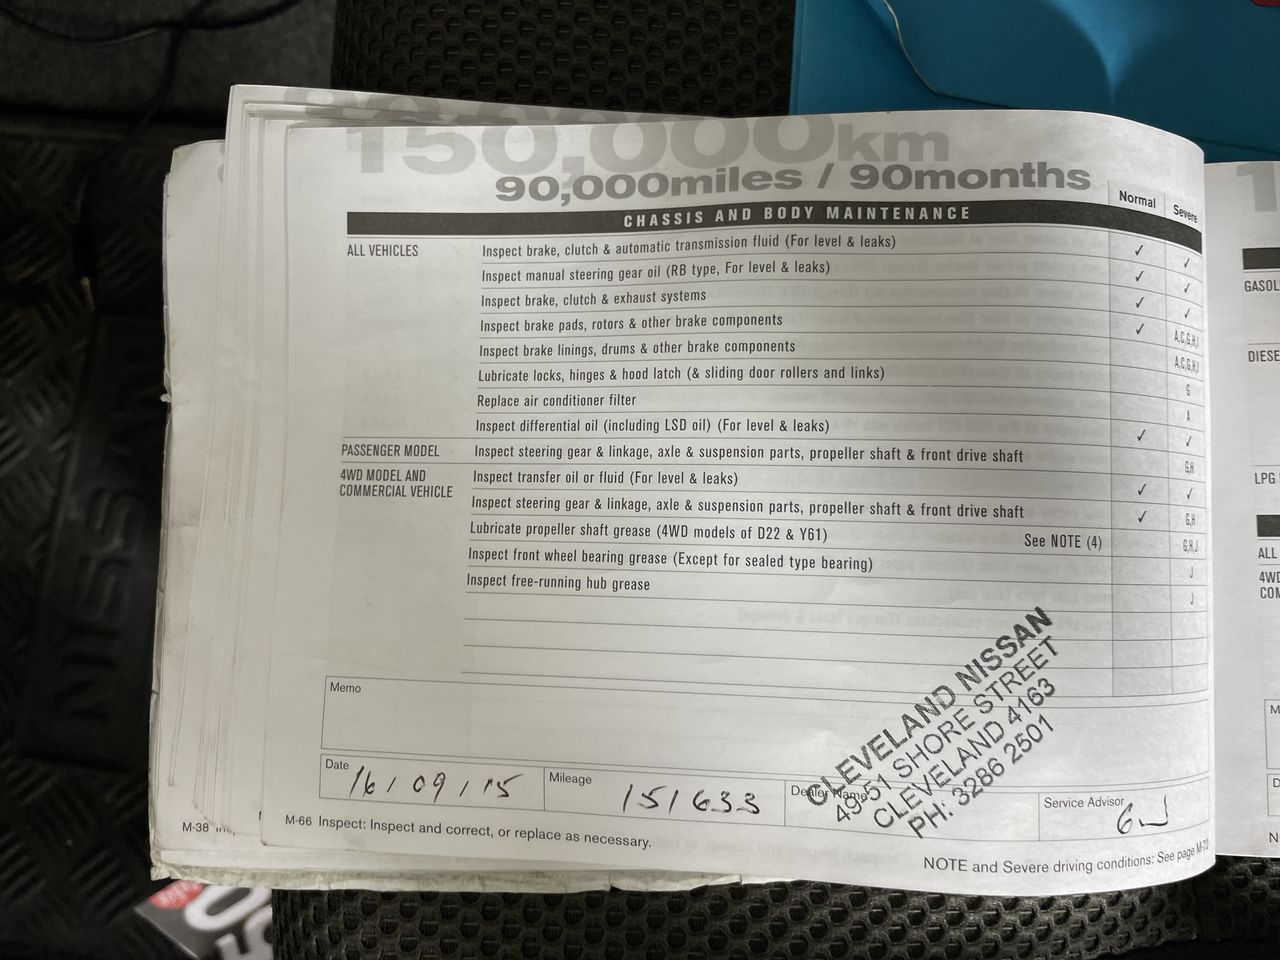 150,000km
90,000miles / 90months
CHASSIS AND BODY MAINTENANCE Normal Severe
ALL VEHICLES Inspect brake, clutch & automatic transmission fluid (For level & leaks) ✓ ✓
Inspect manual steering gear oil (RB type, For level & leaks) ✓ ✓
Inspect brake, clutch & exhaust systems ✓ ✓
Inspect brake pads, rotors & other brake components ✓ A,C,G,H,J
Inspect brake linings, drums & other brake components A,C,G,H,J
Lubricate locks, hinges & hood latch (& sliding door rollers and links) G
Replace air conditioner filter A
Inspect differential oil (including LSD oil) (For level & leaks) ✓ ✓
PASSENGER MODEL Inspect steering gear & linkage, axle & suspension parts, propeller shaft & front drive shaft G,H
4WD MODEL AND
COMMERCIAL VEHICLE
Inspect transfer oil or fluid (For level & leaks) ✓ ✓
Inspect steering gear & linkage, axle & suspension parts, propeller shaft & front drive shaft ✓ G,H
Lubricate propeller shaft grease (4WD models of D22 & Y61) See NOTE (4) G,H,J
Inspect front wheel bearing grease (Except for sealed type bearing) J
Inspect free-running hub grease J
Memo
Date 16/09/15 Mileage 151633 Dealer Name Service Advisor GJ
CLEVELAND NISSAN
49-51 SHORE STREET
CLEVELAND 4163
PH: 3286 2501
M-66 Inspect: Inspect and correct, or replace as necessary.
NOTE and Severe driving conditions: See page M-72
M-38
ALL
LPG
NISSAN